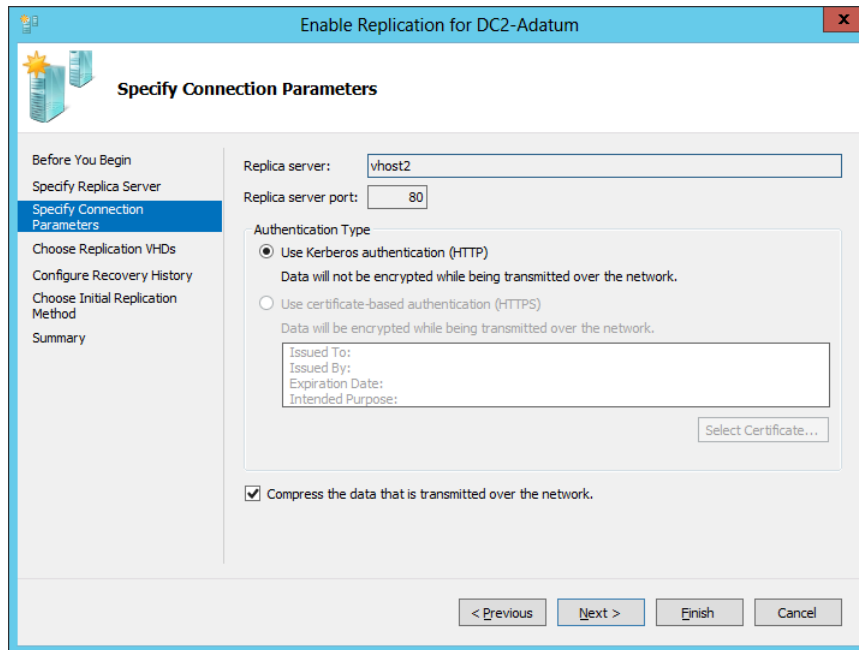 Enable Replication for DC2-Adatum
x
Specify Connection Parameters
Before You Begin
Specify Replica Server
Specify Connection
Parameters
Choose Replication VHDs
Configure Recovery History
Choose Initial Replication
Method
Summary
Replica server: vhost2
Replica server port: 80
Authentication Type
Use Kerberos authentication (HTTP)
Data will not be encrypted while being transmitted over the network.
Use certificate-based authentication (HTTPS)
Data will be encrypted while being transmitted over the network.
Issued To:
Issued By:
Expiration Date:
Intended Purpose:
Select Certificate...
Compress the data that is transmitted over the network.
< Previous Next > Finish Cancel